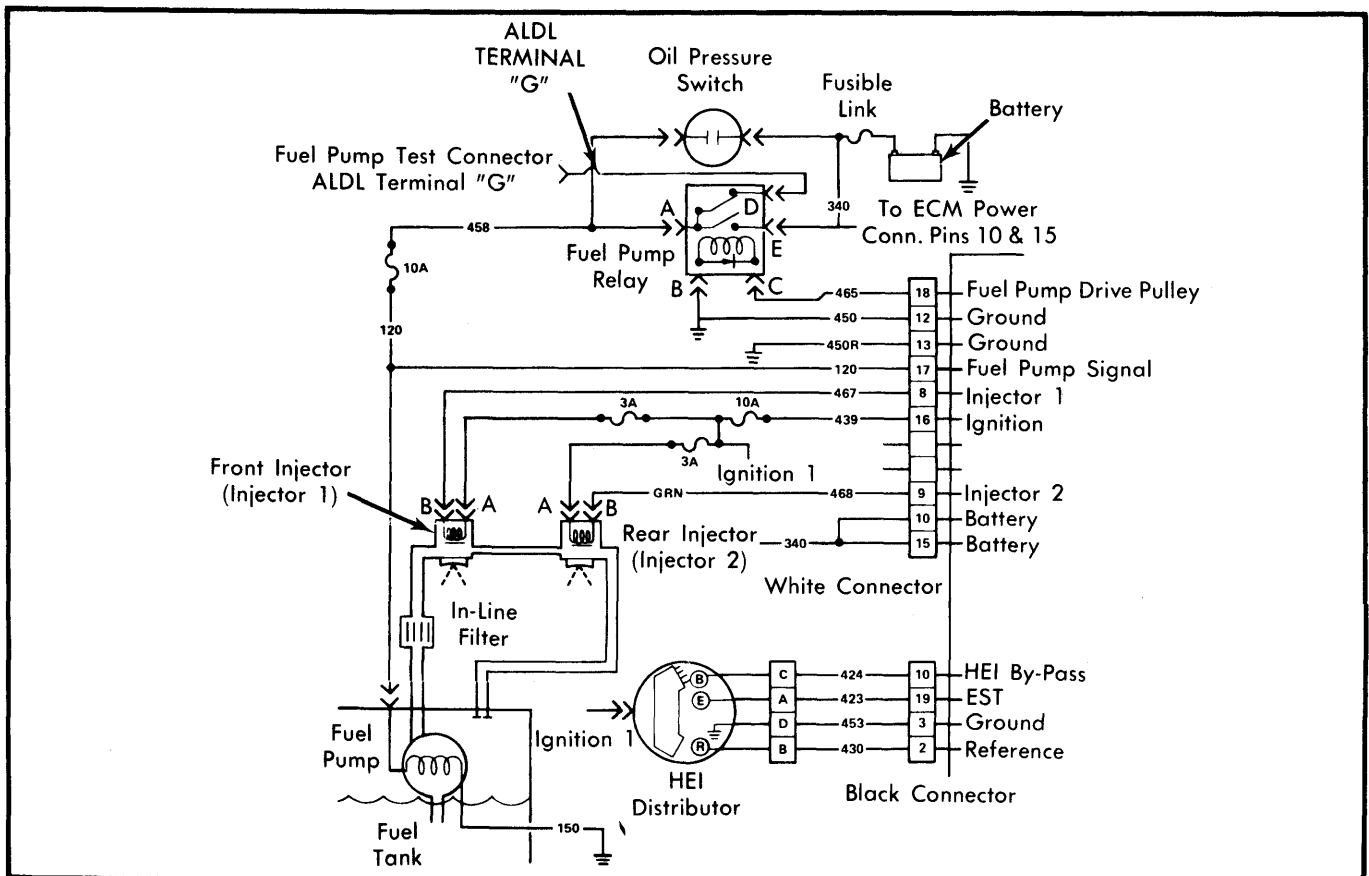 ALDL
TERMINAL
"G"
Oil Pressure
Switch
Fusible
Link
Battery
Fuel Pump Test Connector
ALDL Terminal "G"
A
D
E
340
To ECM Power
Conn. Pins 10 & 15
458
Fuel Pump
Relay
B
C
10A
465
18
Fuel Pump Drive Pulley
450
12
Ground
120
450R
13
Ground
120
17
Fuel Pump Signal
467
8
Injector 1
3A
10A
439
16
Ignition
3A
Ignition 1
Front Injector
(Injector 1)
B
A
A
B
GRN
468
9
Injector 2
Rear Injector
(Injector 2)
340
10
Battery
15
Battery
White Connector
In-Line
Filter
B
C
424
10
HEI By-Pass
E
A
423
19
EST
D
453
3
Ground
R
B
430
2
Reference
Ignition 1
HEI
Distributor
Black Connector
Fuel
Pump
Fuel
Tank
150